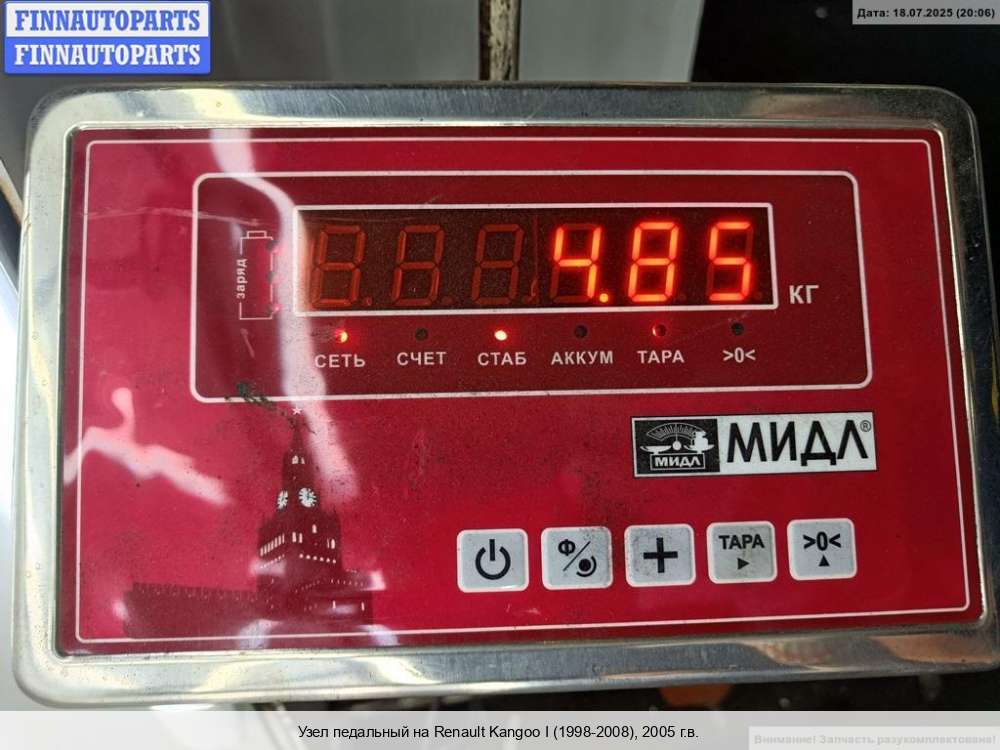 FINNAUTOPARTS
FINNAUTOPARTS
Дата: 18.07.2025 (20:06)
заряд
4.85
КГ
СЕТЬ СЧЕТ СТАБ АККУМ ТАРА >0<
МИДЛ МИДЛ®
Ф/ + ТАРА >0<
Узел педальный на Renault Kangoo I (1998-2008), 2005 г.в.
Внимание! Запчасть разукомплектована!